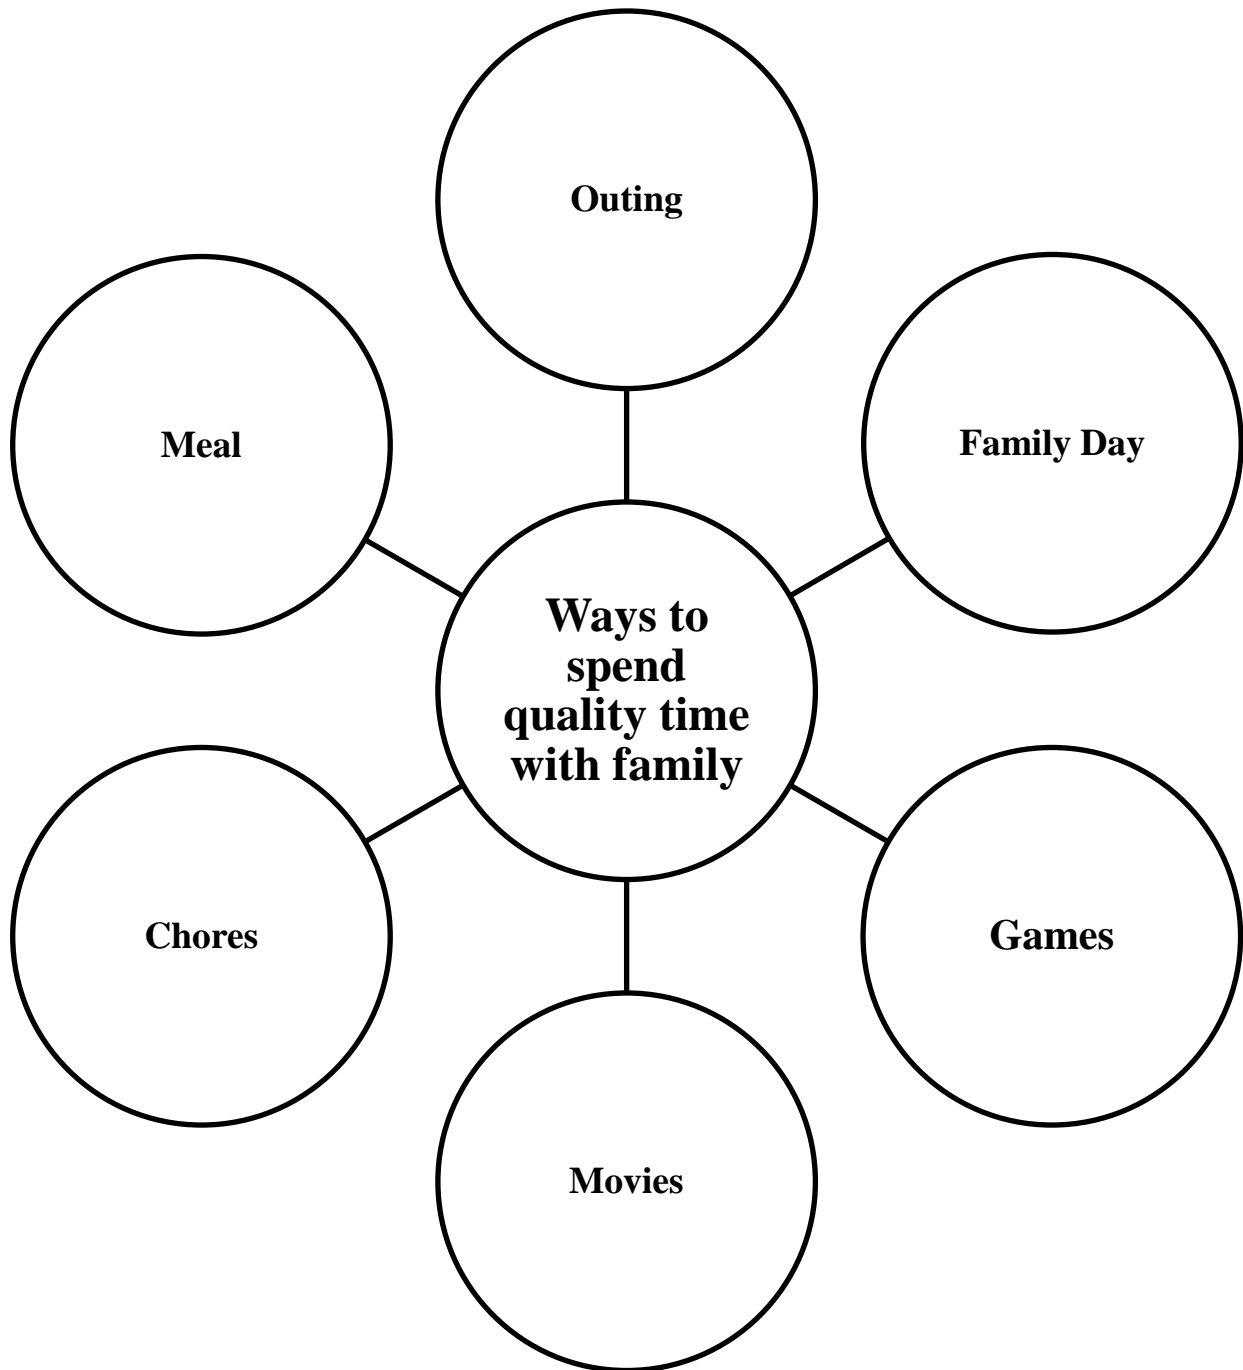 Outing
Meal
Family Day
Ways to
spend
quality time
with family
Chores
Games
Movies